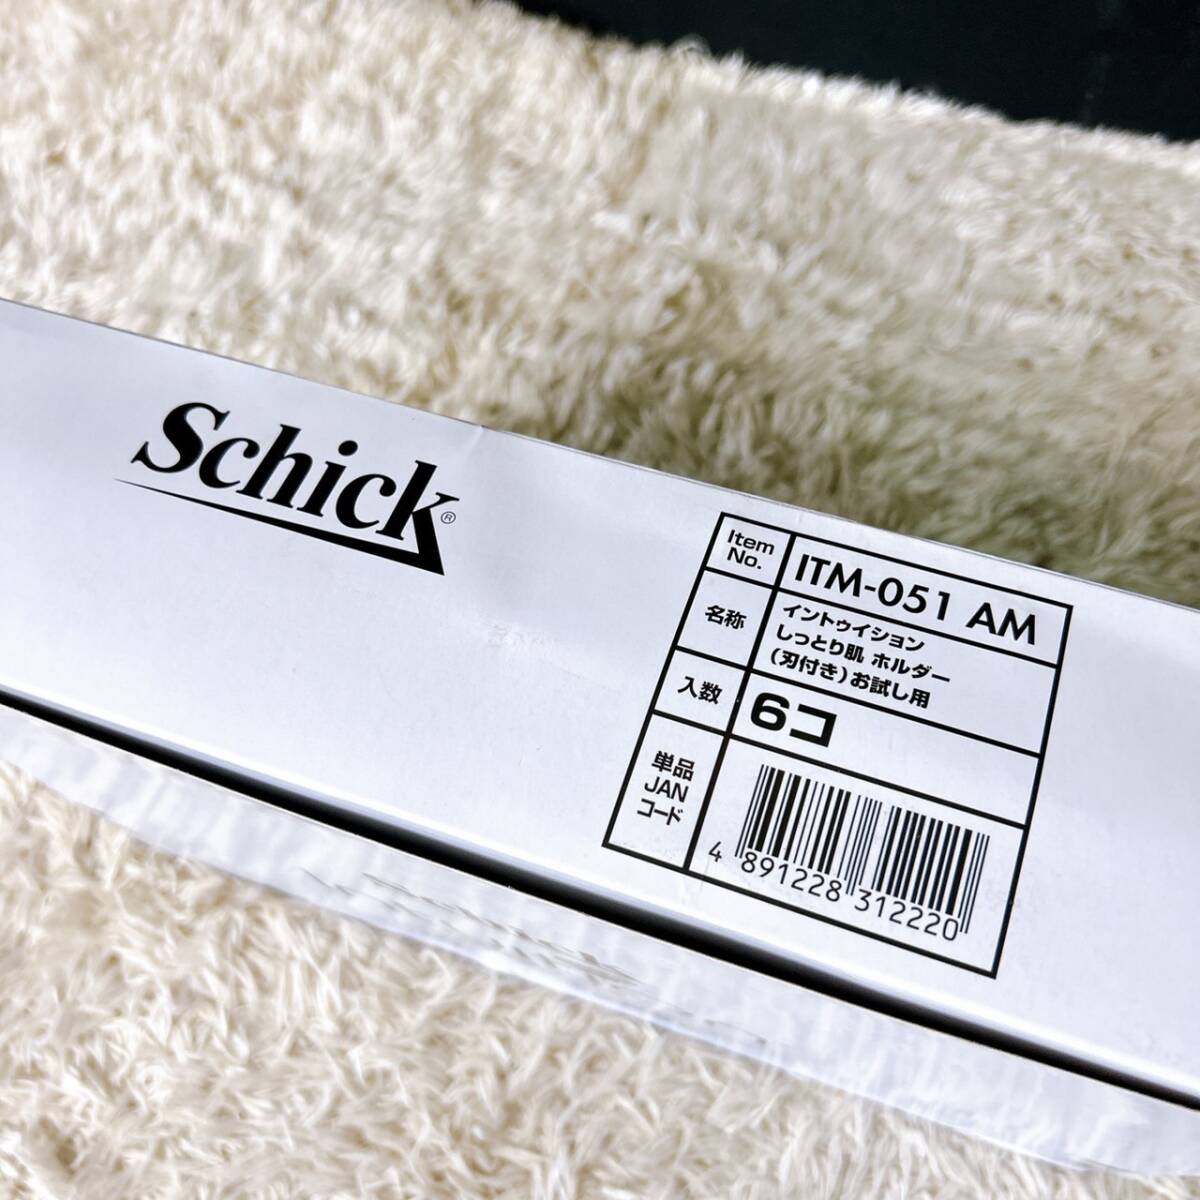 Schick®
Item No.
ITM-051 AM
名称
イントゥイション
しっとり肌 ホルダー
(刃付き)お試し用
入数
6コ
単品
JAN
コード
4 891228 312220